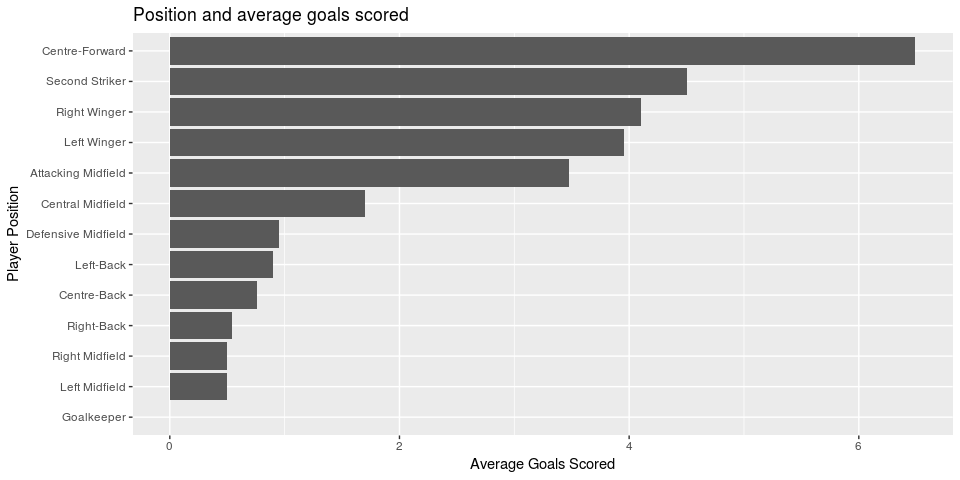 Position and average goals scored
Player Position
Centre-Forward
Second Striker
Right Winger
Left Winger
Attacking Midfield
Central Midfield
Defensive Midfield
Left-Back
Centre-Back
Right-Back
Right Midfield
Left Midfield
Goalkeeper
0 2 4 6
Average Goals Scored